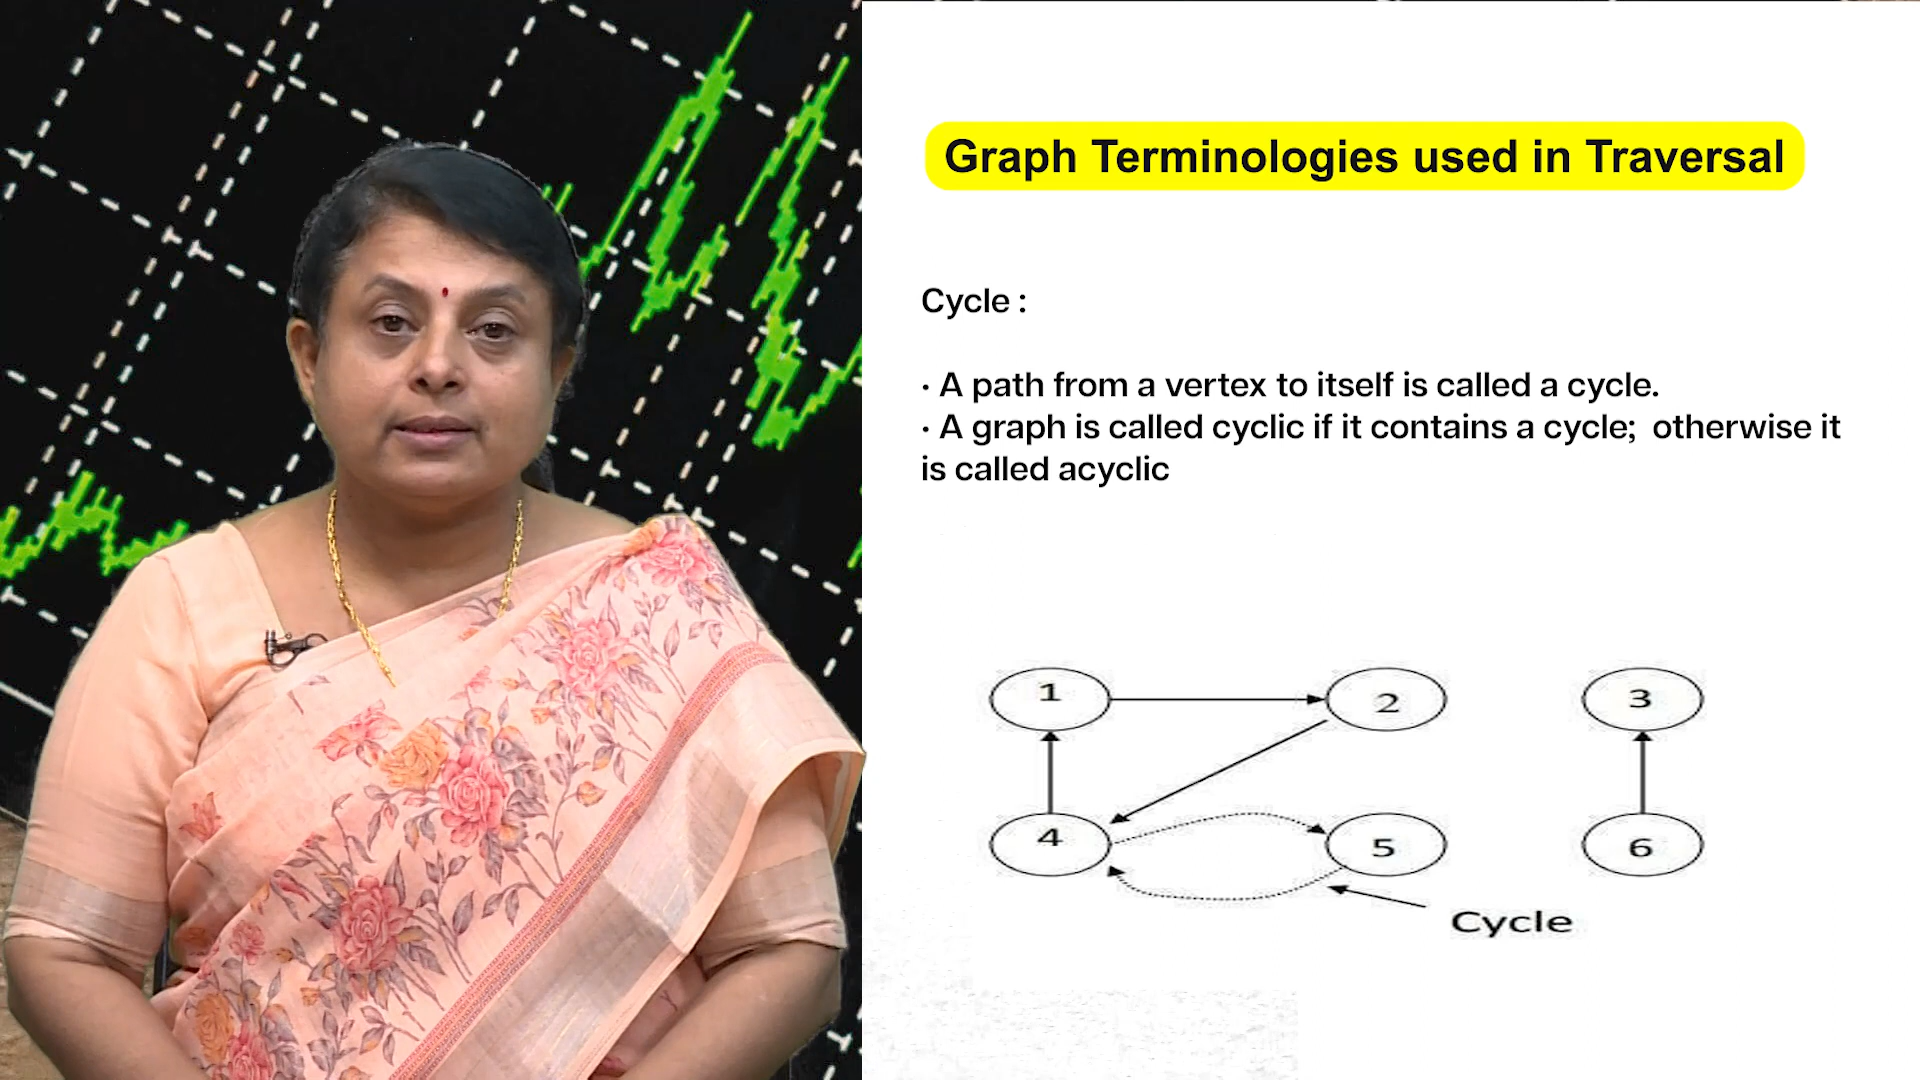 Graph Terminologies used in Traversal
Cycle :
· A path from a vertex to itself is called a cycle.
· A graph is called cyclic if it contains a cycle; otherwise it
is called acyclic
1 2 3
4 5 6
Cycle